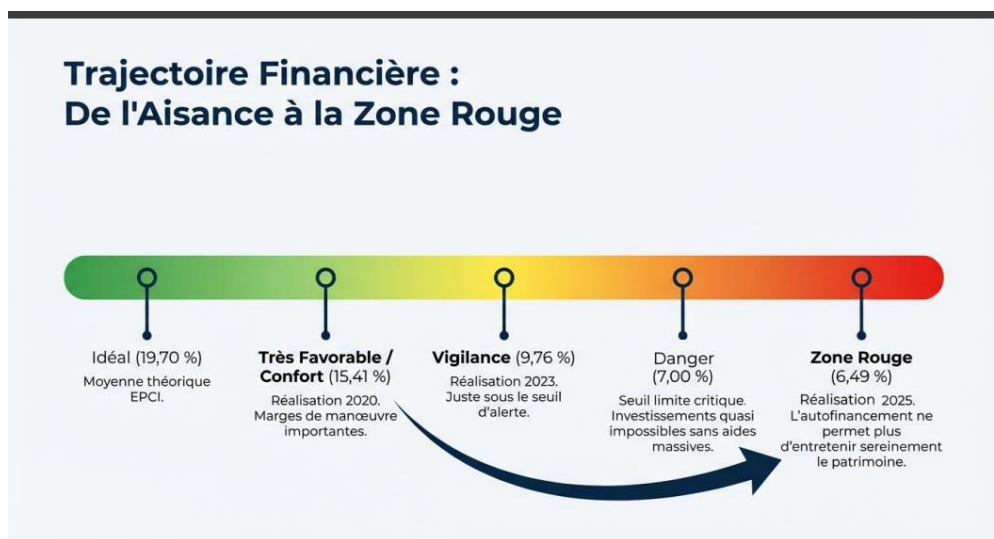 Trajectoire Financière :
De l'Aisance à la Zone Rouge
Idéal (19,70 %)
Moyenne théorique
EPCI.
Très Favorable /
Confort (15,41 %)
Réalisation 2020.
Marges de manœuvre
importantes.
Vigilance (9,76 %)
Réalisation 2023.
Juste sous le seuil
d'alerte.
Danger
(7,00 %)
Seuil limite critique.
Investissements quasi
impossibles sans aides
massives.
Zone Rouge
(6,49 %)
Réalisation 2025.
L'autofinancement ne
permet plus
d'entretenir sereinement
le patrimoine.